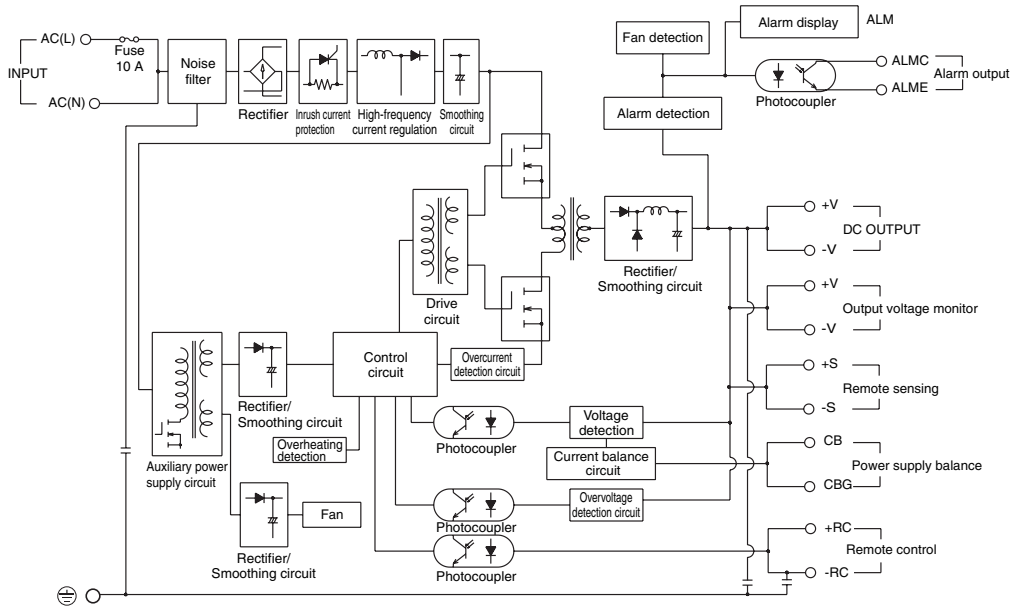 AC(L)
INPUT
AC(N)
Fuse
10 A
Noise
filter
Rectifier
Inrush current
protection
High-frequency
current regulation
Smoothing
circuit
Fan detection
Alarm display
ALM
ALMC
ALME
Alarm output
Photocoupler
Alarm detection
Drive
circuit
Rectifier/
Smoothing circuit
+V
DC OUTPUT
-V
+V
Output voltage monitor
-V
+S
Remote sensing
-S
CB
Power supply balance
CBG
+RC
Remote control
-RC
Control
circuit
Overcurrent
detection circuit
Rectifier/
Smoothing circuit
Overheating
detection
Auxiliary power
supply circuit
Photocoupler
Voltage
detection
Current balance
circuit
Photocoupler
Overvoltage
detection circuit
Photocoupler
Fan
Rectifier/
Smoothing circuit